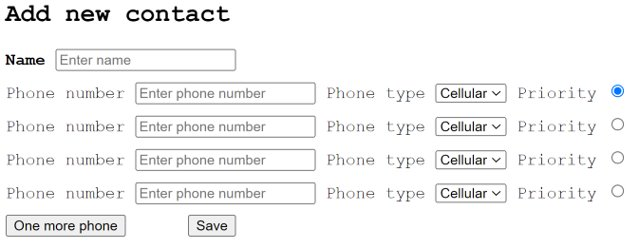 Add new contact
Name Enter name
Phone number Enter phone number Phone type Cellular Priority
Phone number Enter phone number Phone type Cellular Priority
Phone number Enter phone number Phone type Cellular Priority
Phone number Enter phone number Phone type Cellular Priority
One more phone Save